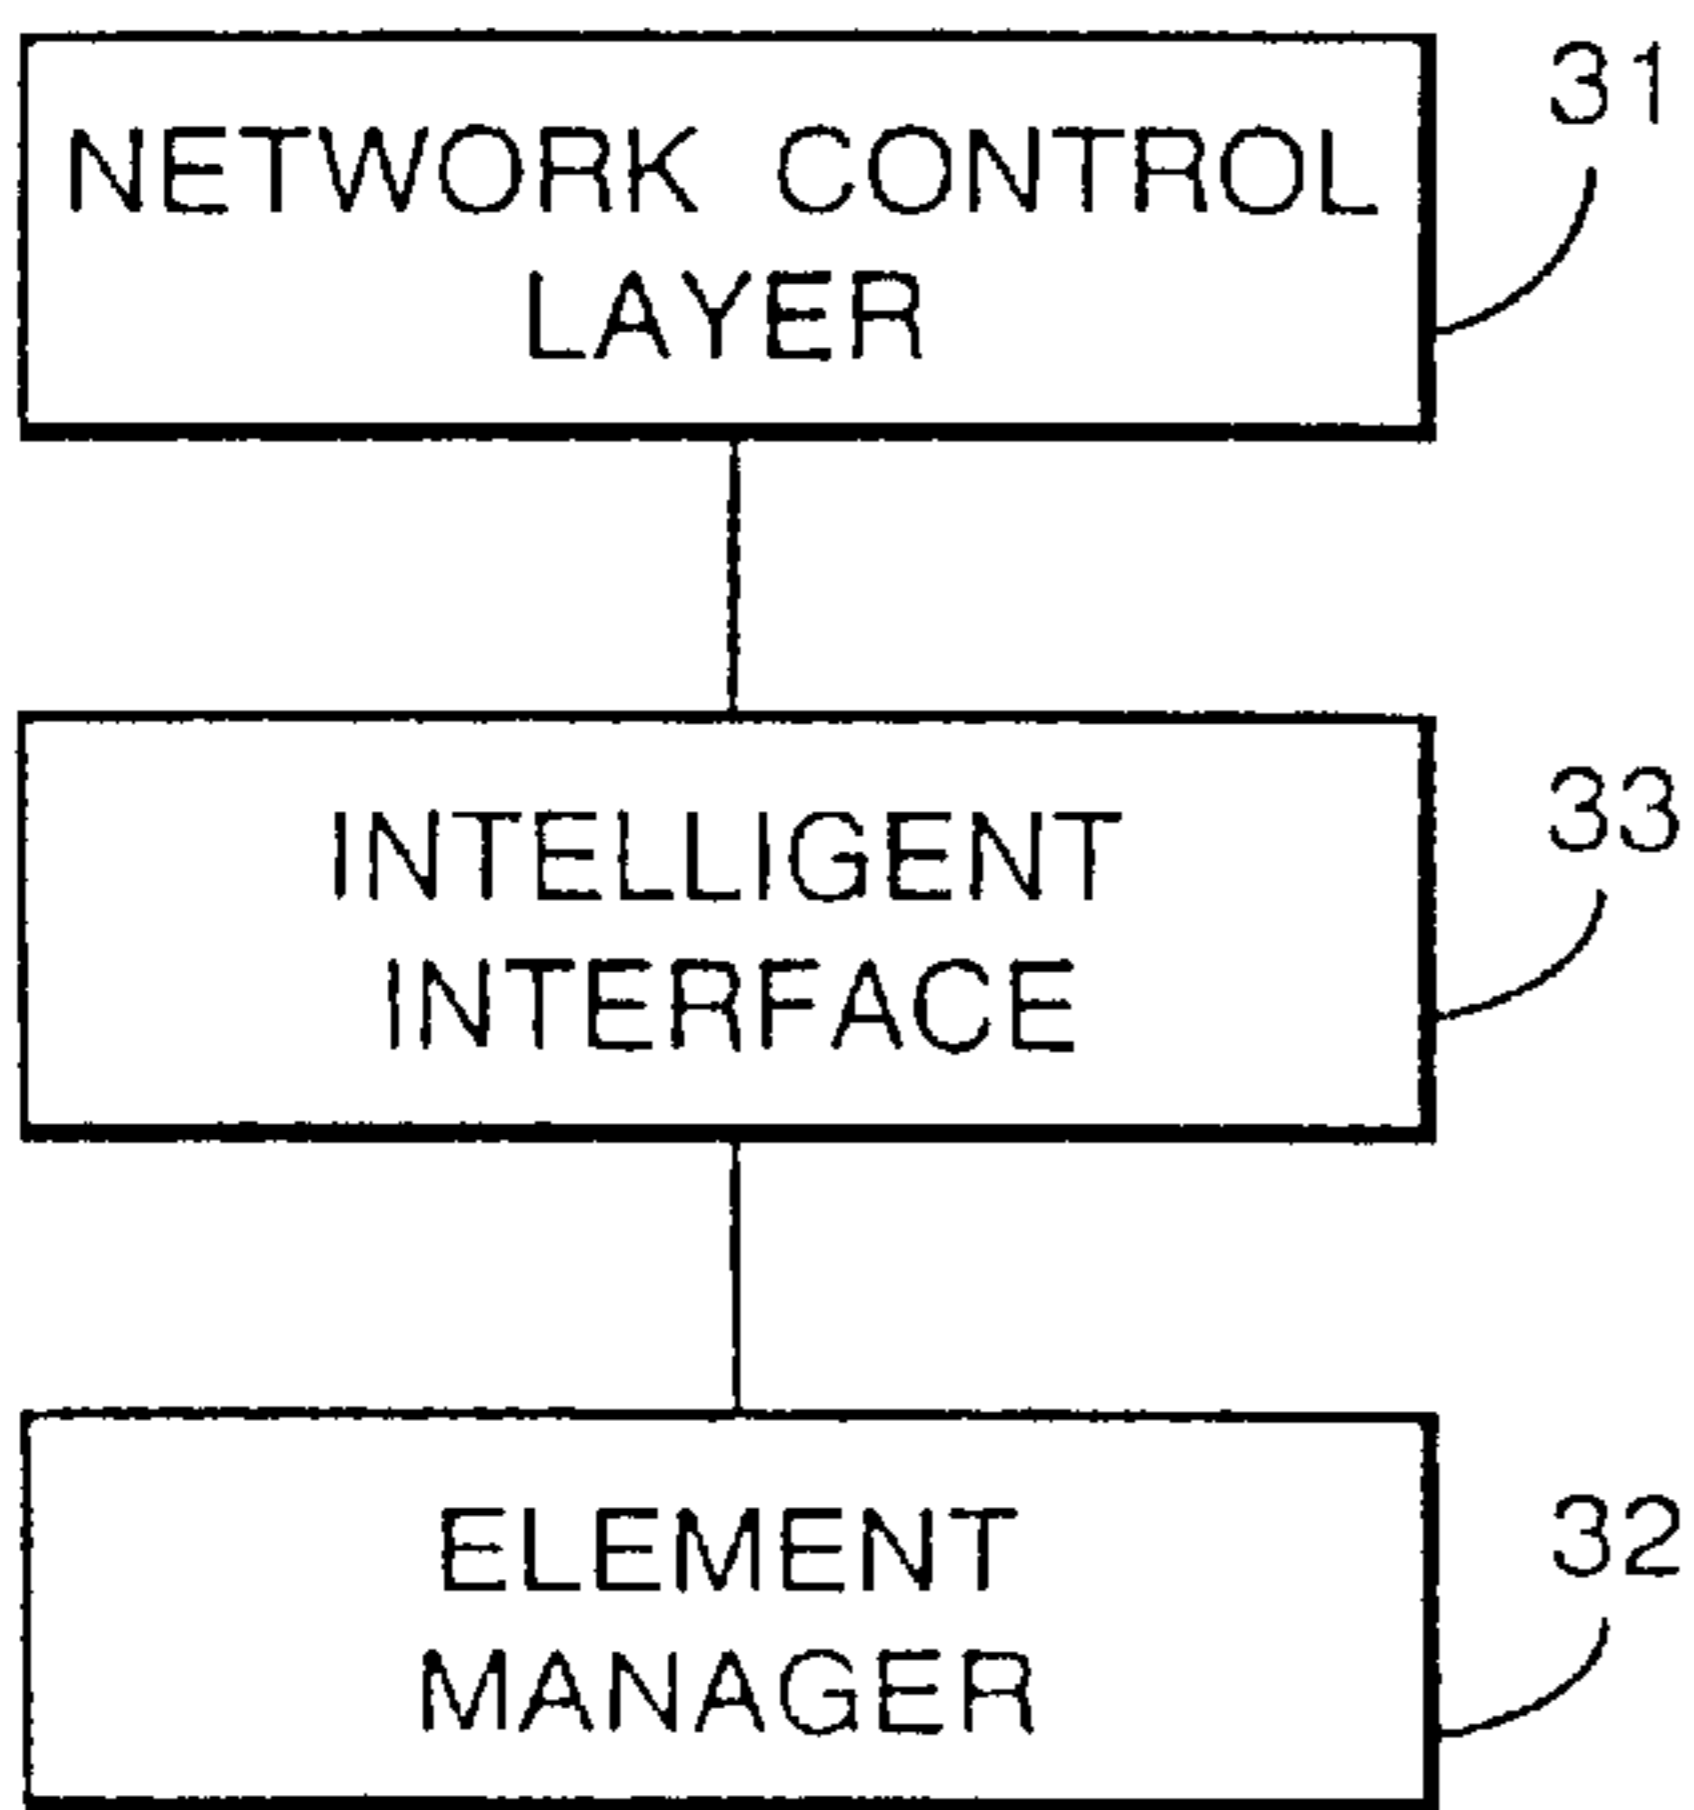 NETWORK CONTROL
LAYER
31
INTELLIGENT
INTERFACE
33
ELEMENT
MANAGER
32